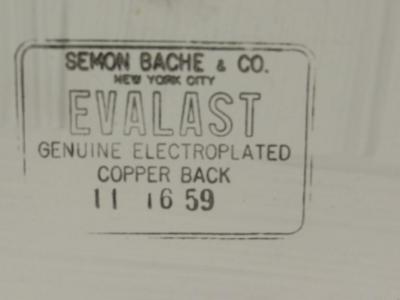 SEMON BACHE & CO.
NEW YORK CITY
EVALAST
GENUINE ELECTROPLATED
COPPER BACK
11 16 59